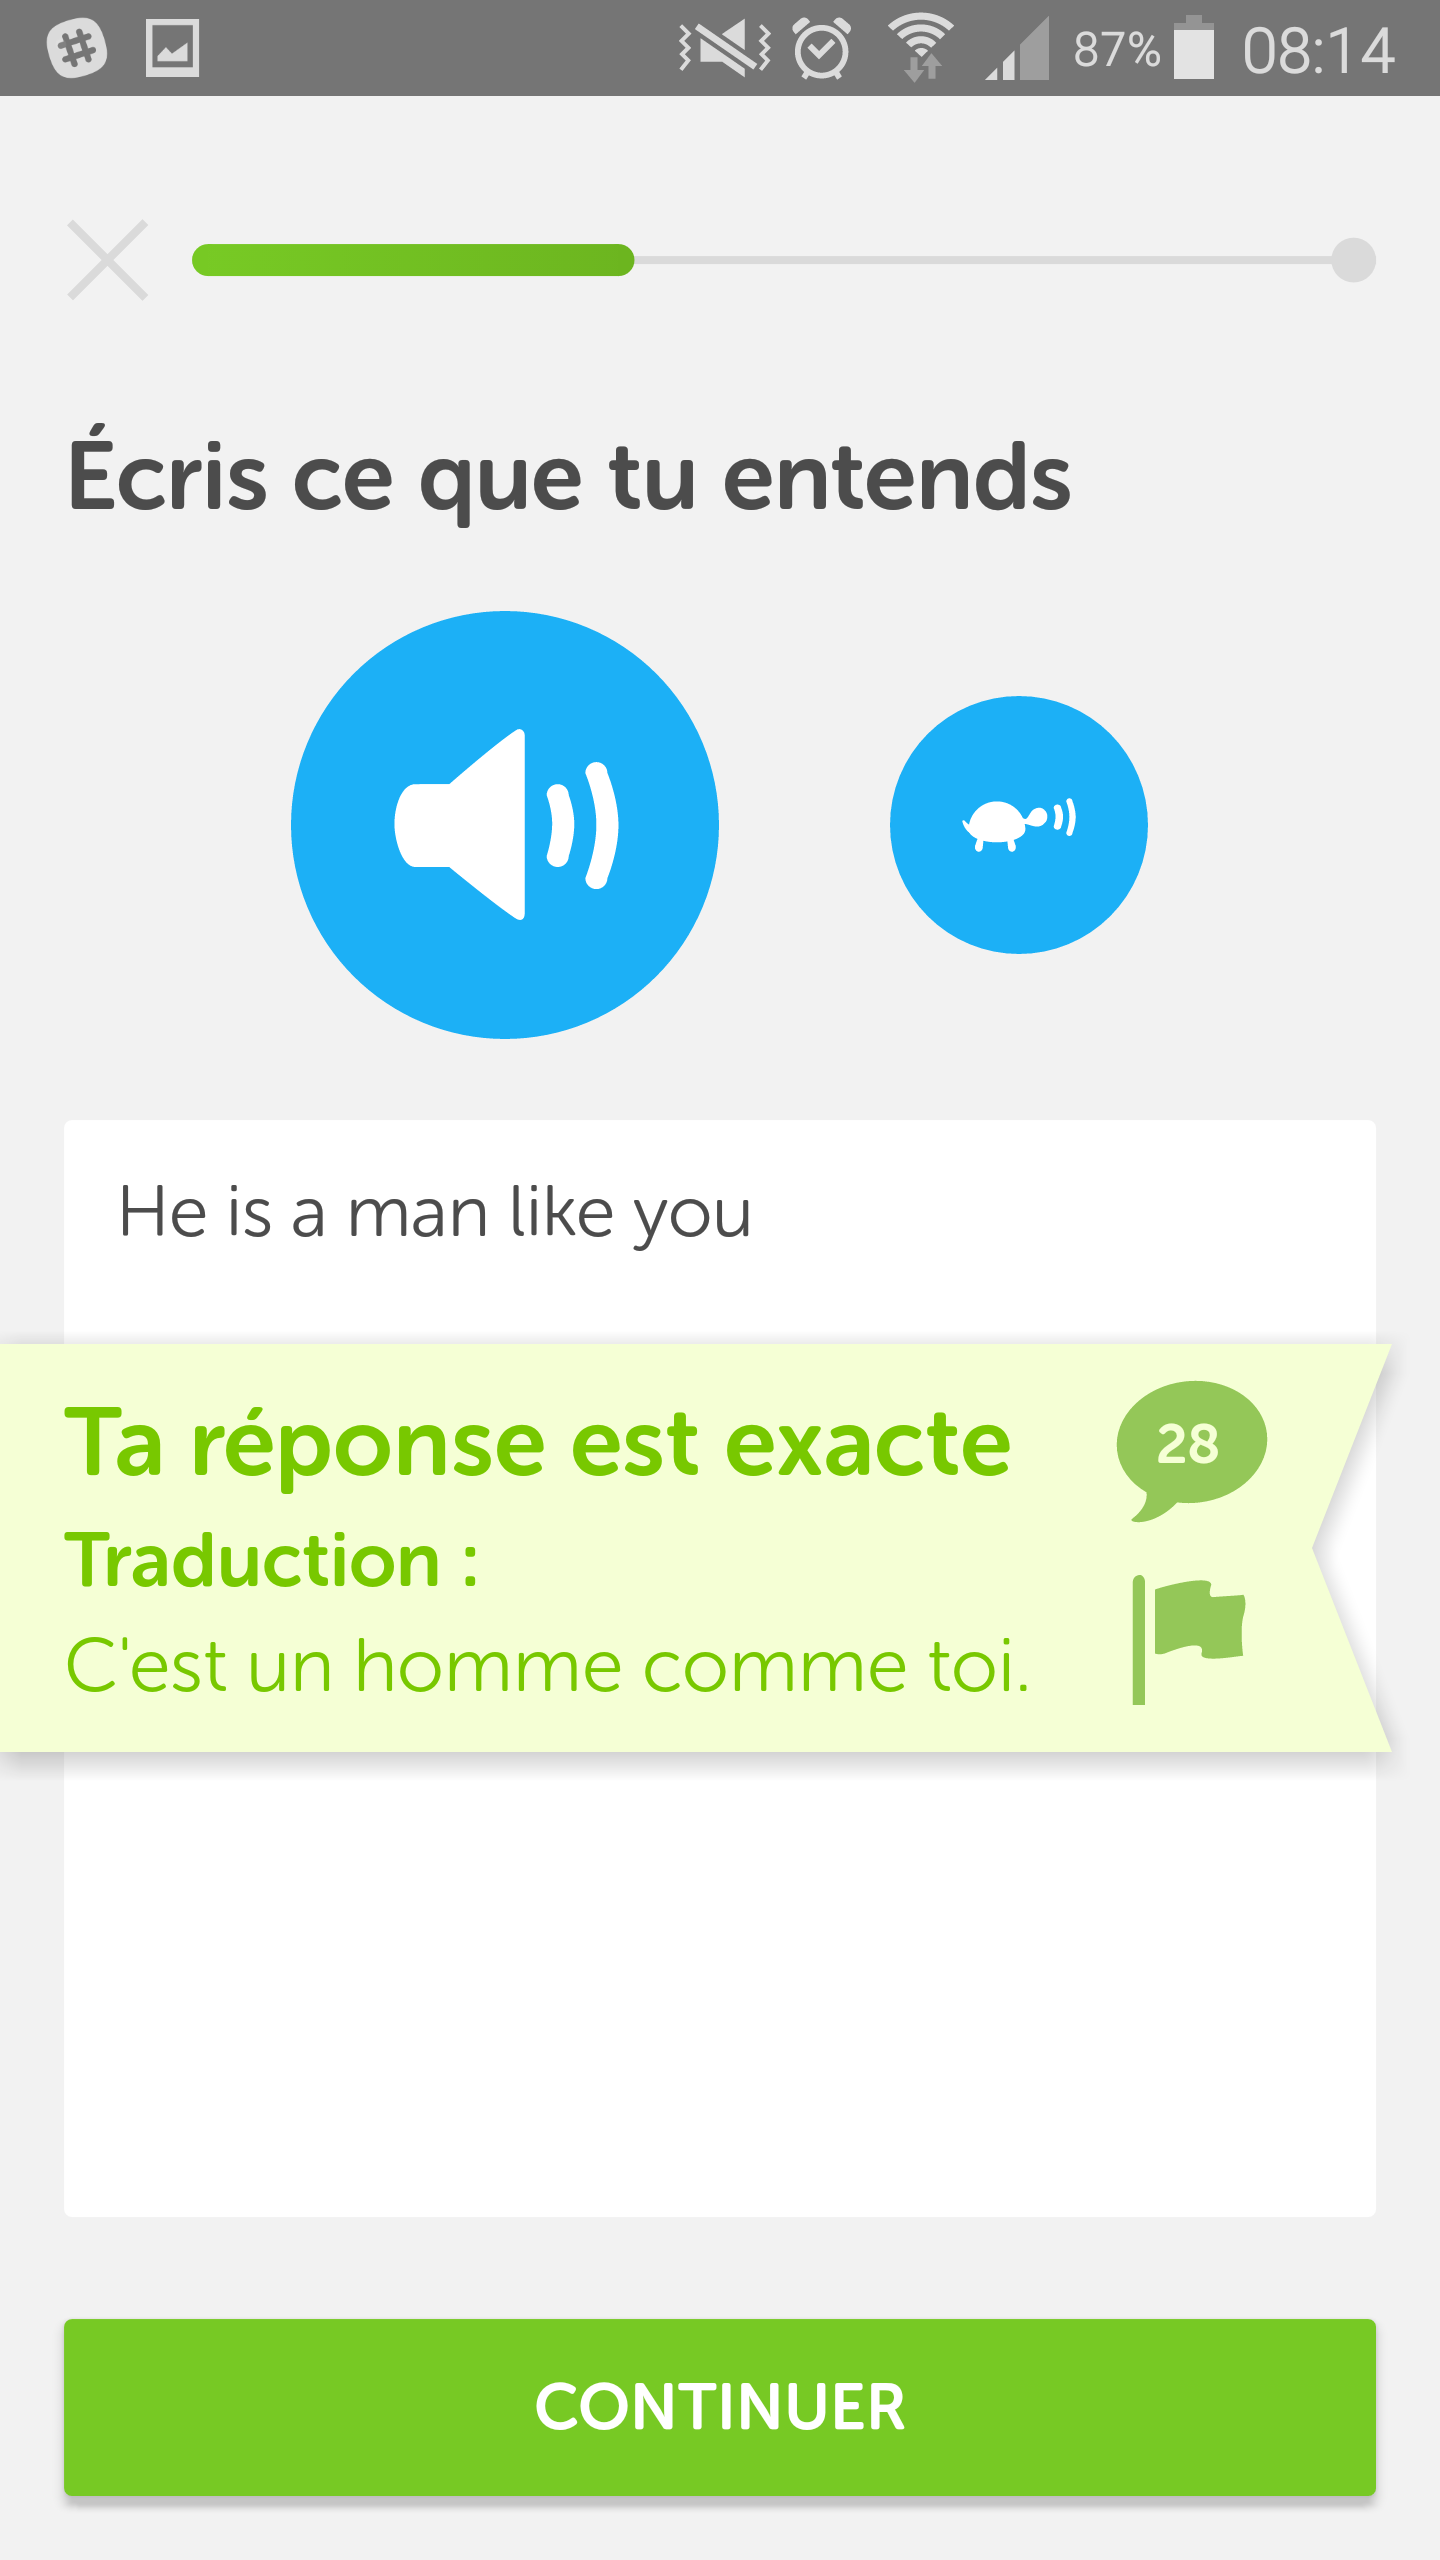 87% 08:14
Écris ce que tu entends
He is a man like you
Ta réponse est exacte
28
Traduction :
C'est un homme comme toi.
CONTINUER